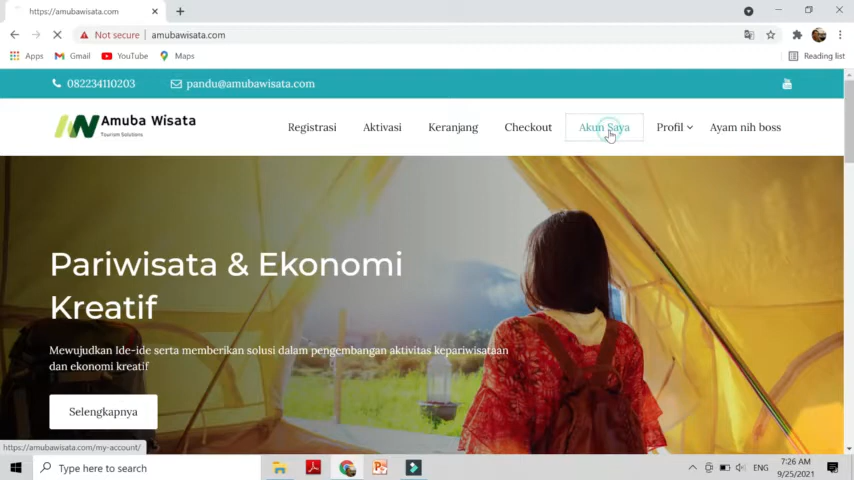 https://amubawisata.com
Not secure amubawisata.com
Apps Gmail YouTube Maps Reading list
082234110203 pandu@amubawisata.com
Amuba Wisata
Tourism Solutions
Registrasi Aktivasi Keranjang Checkout Akun Saya Profil Ayam nih boss
Pariwisata & Ekonomi
Kreatif
Mewujudkan Ide-ide serta memberikan solusi dalam pengembangan aktivitas kepariwisataan
dan ekonomi kreatif
Selengkapnya
https://amubawisata.com/my-account/
Type here to search
ENG
7:26 AM
9/25/2021